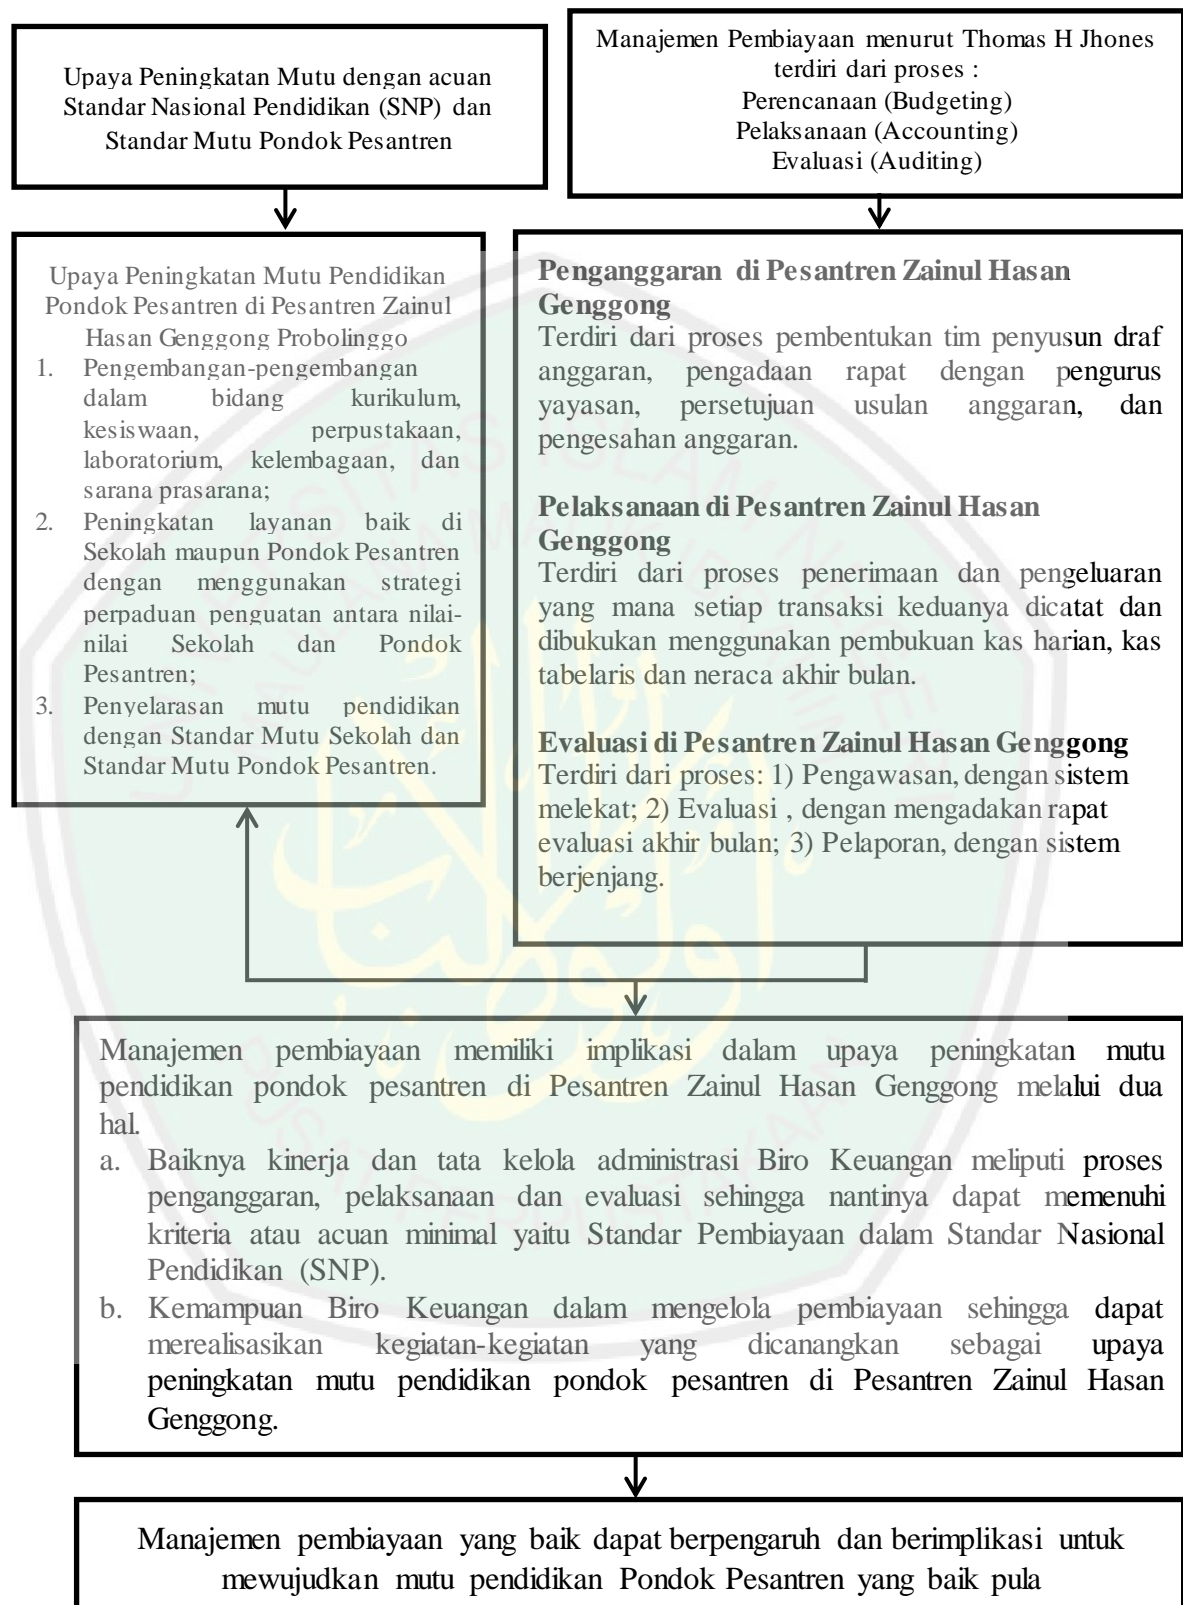 Upaya Peningkatan Mutu dengan acuan
Standar Nasional Pendidikan (SNP) dan
Standar Mutu Pondok Pesantren
Manajemen Pembiayaan menurut Thomas H Jhones
terdiri dari proses :
Perencanaan (Budgeting)
Pelaksanaan (Accounting)
Evaluasi (Auditing)
Upaya Peningkatan Mutu Pendidikan
Pondok Pesantren di Pesantren Zainul
Hasan Genggong Probolinggo
1. Pengembangan-pengembangan
dalam bidang kurikulum,
kesiswaan, perpustakaan,
laboratorium, kelembagaan, dan
sarana prasarana;
2. Peningkatan layanan baik di
Sekolah maupun Pondok Pesantren
dengan menggunakan strategi
perpaduan penguatan antara nilai-
nilai Sekolah dan Pondok
Pesantren;
3. Penyelarasan mutu pendidikan
dengan Standar Mutu Sekolah dan
Standar Mutu Pondok Pesantren.
Penganggaran di Pesantren Zainul Hasan
Genggong
Terdiri dari proses pembentukan tim penyusun draf
anggaran, pengadaan rapat dengan pengurus
yayasan, persetujuan usulan anggaran, dan
pengesahan anggaran.
Pelaksanaan di Pesantren Zainul Hasan
Genggong
Terdiri dari proses penerimaan dan pengeluaran
yang mana setiap transaksi keduanya dicatat dan
dibukukan menggunakan pembukuan kas harian, kas
tabelaris dan neraca akhir bulan.
Evaluasi di Pesantren Zainul Hasan Genggong
Terdiri dari proses: 1) Pengawasan, dengan sistem
melekat; 2) Evaluasi , dengan mengadakan rapat
evaluasi akhir bulan; 3) Pelaporan, dengan sistem
berjenjang.
Manajemen pembiayaan memiliki implikasi dalam upaya peningkatan mutu
pendidikan pondok pesantren di Pesantren Zainul Hasan Genggong melalui dua
hal.
a. Baiknya kinerja dan tata kelola administrasi Biro Keuangan meliputi proses
penganggaran, pelaksanaan dan evaluasi sehingga nantinya dapat memenuhi
kriteria atau acuan minimal yaitu Standar Pembiayaan dalam Standar Nasional
Pendidikan (SNP).
b. Kemampuan Biro Keuangan dalam mengelola pembiayaan sehingga dapat
merealisasikan kegiatan-kegiatan yang dicanangkan sebagai upaya
peningkatan mutu pendidikan pondok pesantren di Pesantren Zainul Hasan
Genggong.
Manajemen pembiayaan yang baik dapat berpengaruh dan berimplikasi untuk
mewujudkan mutu pendidikan Pondok Pesantren yang baik pula
UNIVERSITAS ISLAM NEGERI
MAULANA MALIK IBRAHIM
PUSAT PERPUSTAKAAN